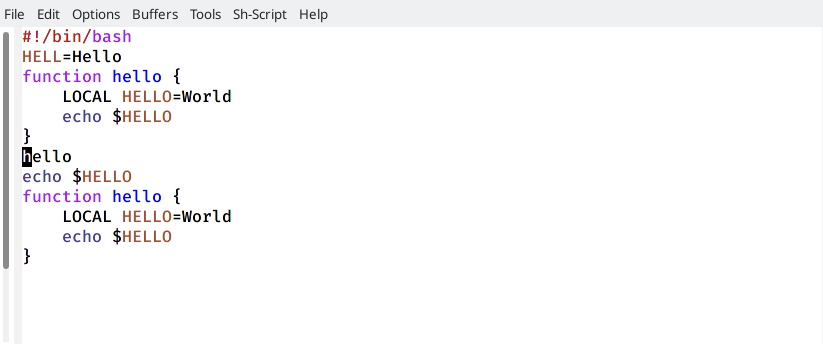 File Edit Options Buffers Tools Sh-Script Help
#!/bin/bash
HELL=Hello
function hello {
    LOCAL HELLO=World
    echo $HELLO
}
hello
echo $HELLO
function hello {
    LOCAL HELLO=World
    echo $HELLO
}